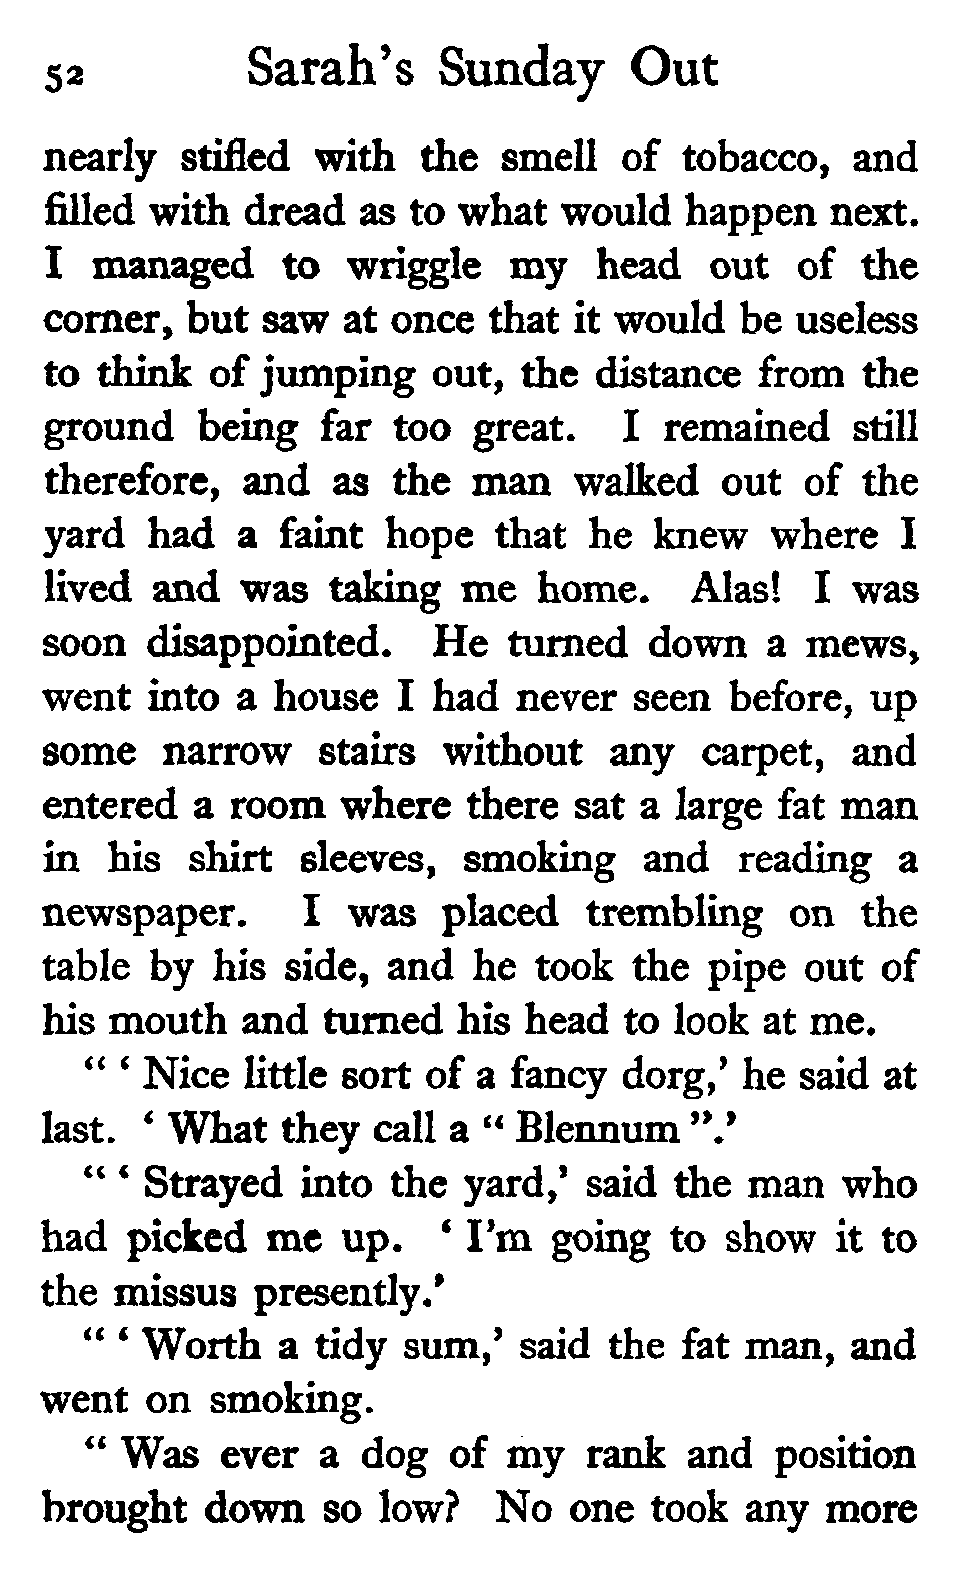 52 Sarah's Sunday Out
nearly stifled with the smell of tobacco, and
filled with dread as to what would happen next.
I managed to wriggle my head out of the
corner, but saw at once that it would be useless
to think of jumping out, the distance from the
ground being far too great. I remained still
therefore, and as the man walked out of the
yard had a faint hope that he knew where I
lived and was taking me home. Alas! I was
soon disappointed. He turned down a mews,
went into a house I had never seen before, up
some narrow stairs without any carpet, and
entered a room where there sat a large fat man
in his shirt sleeves, smoking and reading a
newspaper. I was placed trembling on the
table by his side, and he took the pipe out of
his mouth and turned his head to look at me.
“ ‘ Nice little sort of a fancy dorg,’ he said at
last. ‘ What they call a “ Blennum ”.’
“ ‘ Strayed into the yard,’ said the man who
had picked me up. ‘ I’m going to show it to
the missus presently.’
“ ‘ Worth a tidy sum,’ said the fat man, and
went on smoking.
“ Was ever a dog of my rank and position
brought down so low? No one took any more